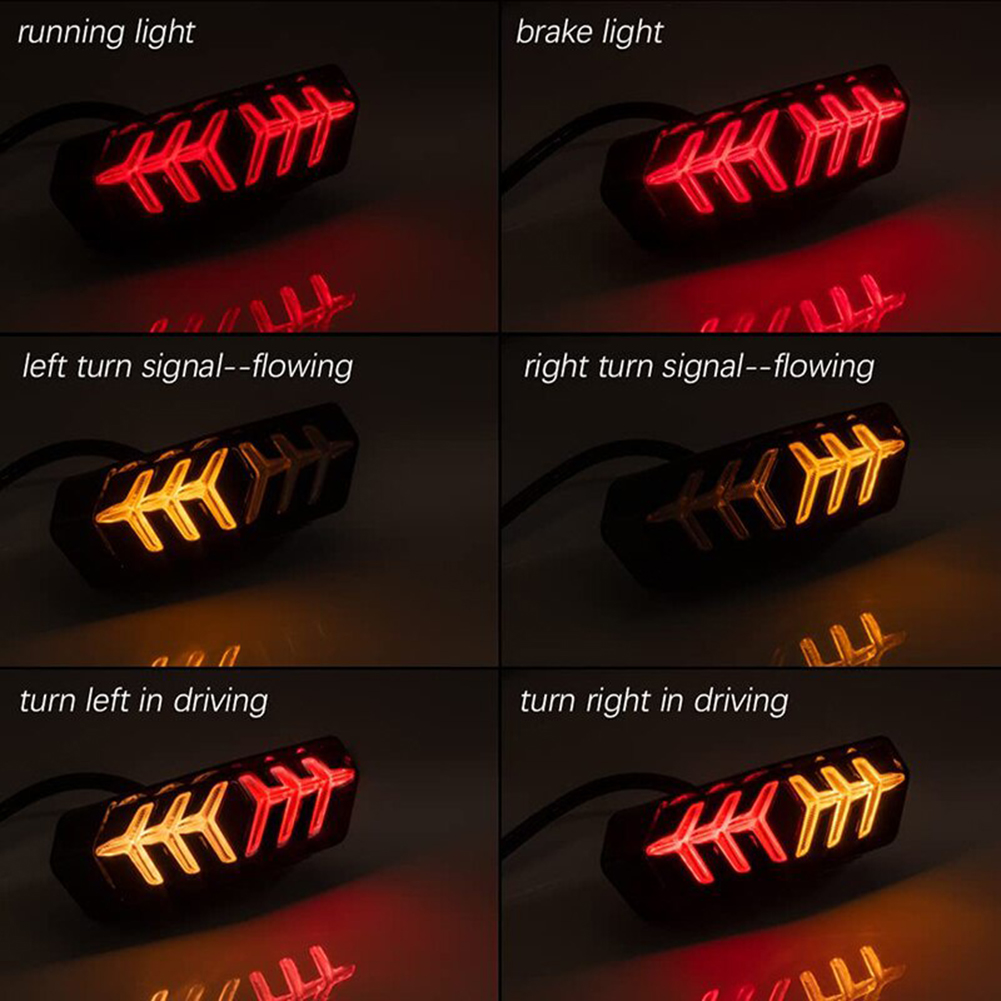 running light
brake light
left turn signal--flowing
right turn signal--flowing
turn left in driving
turn right in driving